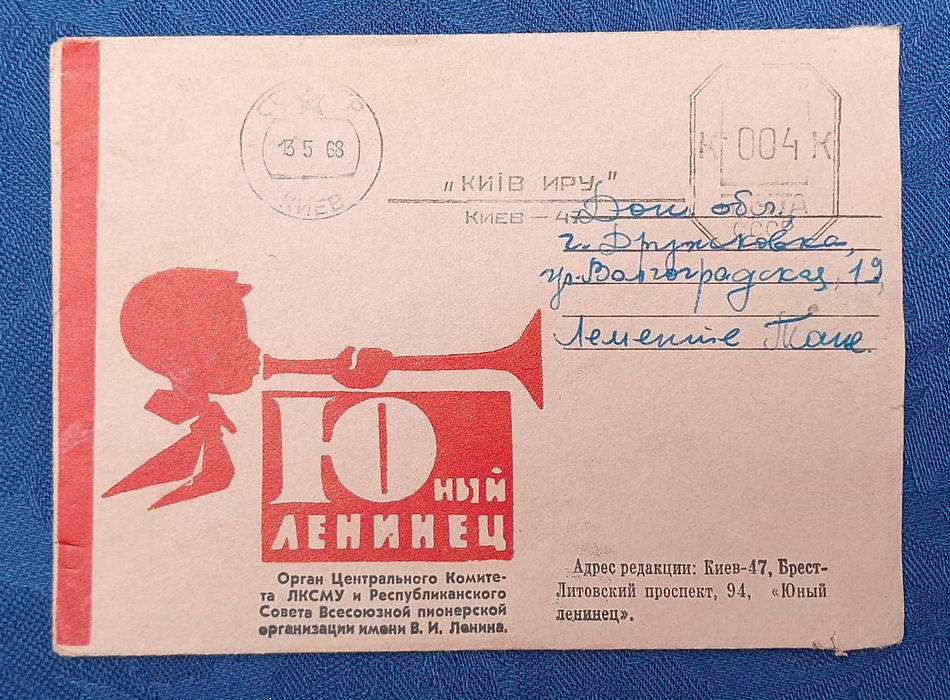 СССР
13 5 68
КИЕВ
К 004 К
ПОЧТА
СССР
„КИЇВ ИРУ"
КИЕВ — 47
Дон. обл.
г. Дружковка,
ул. Волгоградская, 19,
Тане
Юный
ЛЕНИНЕЦ
Орган Центрального Комите-
та ЛКСМУ и Республиканского
Совета Всесоюзной пионерской
организации имени В. И. Ленина.
Адрес редакции: Киев-47, Брест-
Литовский проспект, 94, «Юный
ленинец».